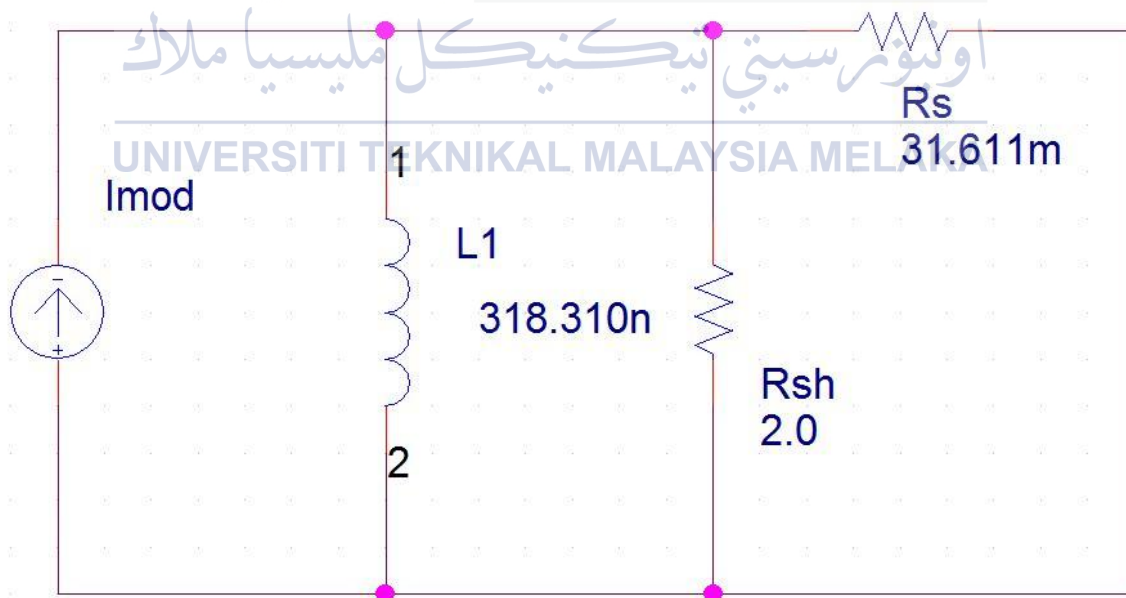 اونيۏرسيتي تيكنيكل مليسيا ملاك
UNIVERSITI TEKNIKAL MALAYSIA MELAKA
Rs
31.611m
1
Imod
L1
318.310n
-
+
Rsh
2.0
2